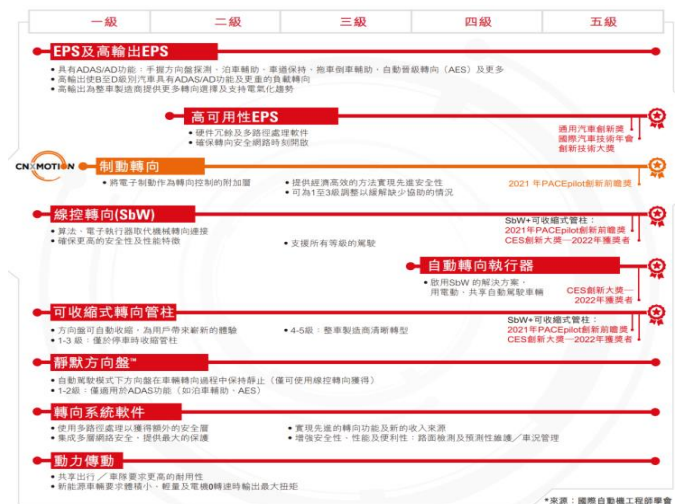 一級 二級 三級 四級 五級
EPS及高輸出EPS
• 具有ADAS/AD功能：手握方向盤探測、泊車輔助、車道保持、拖車倒車輔助、自動晉級轉向（AES）及更多
• 高輸出使B至D級別汽車具有ADAS/AD功能及更重的負載轉向
• 高輸出為整車製造商提供更多轉向選擇及支持電氣化趨勢
高可用性EPS
• 硬件冗餘及多路徑處理軟件
• 確保轉向安全網路時刻開啟
通用汽車創新獎
國際汽車技術年會
創新技術大獎
CNXMOTION
制動轉向
• 將電子制動作為轉向控制的附加層
• 提供經濟高效的方法實現先進安全性
• 可為1至3級調整以緩解缺少協助的情況
2021 年PACEpilot創新前瞻獎
線控轉向(SbW)
• 算法、電子執行器取代機械轉向連接
• 確保更高的安全性及性能特徵
• 支援所有等級的駕駛
SbW+可收縮式管柱：
2021年PACEpilot創新前瞻獎
CES創新大獎—2022年獲獎者
自動轉向執行器
• 啟用SbW 的解決方案，
用電動、共享自動駕駛車輛
CES創新大獎—
2022年獲獎者
可收縮式轉向管柱
• 方向盤可自動收縮，為用戶帶來嶄新的體驗
• 1-3 級：僅於停車時收縮管柱
• 4-5級：整車製造商清晰轉型
SbW+可收縮式管柱：
2021年PACEpilot創新前瞻獎
CES創新大獎—2022年獲獎者
靜默方向盤™
• 自動駕駛模式下方向盤在車輛轉向過程中保持靜止（僅可使用線控轉向獲得）
• 1-2級：僅適用於ADAS功能（如泊車輔助、AES）
轉向系統軟件
• 使用多路徑處理以獲得額外的安全層
• 集成多層網絡安全，提供最大的保護
• 實現先進的轉向功能及新的收入來源
• 增強安全性、性能及便利性：路面檢測及預測性維護／車況管理
動力傳動
• 共享出行／車隊要求更高的耐用性
• 新能源車輛要求體積小、輕量及電機0轉速時輸出最大扭矩
*來源：國際自動機工程師學會